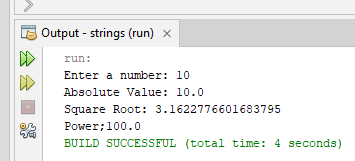 Output - strings (run)
run:
Enter a number: 10
Absolute Value: 10.0
Square Root: 3.1622776601683795
Power;100.0
BUILD SUCCESSFUL (total time: 4 seconds)